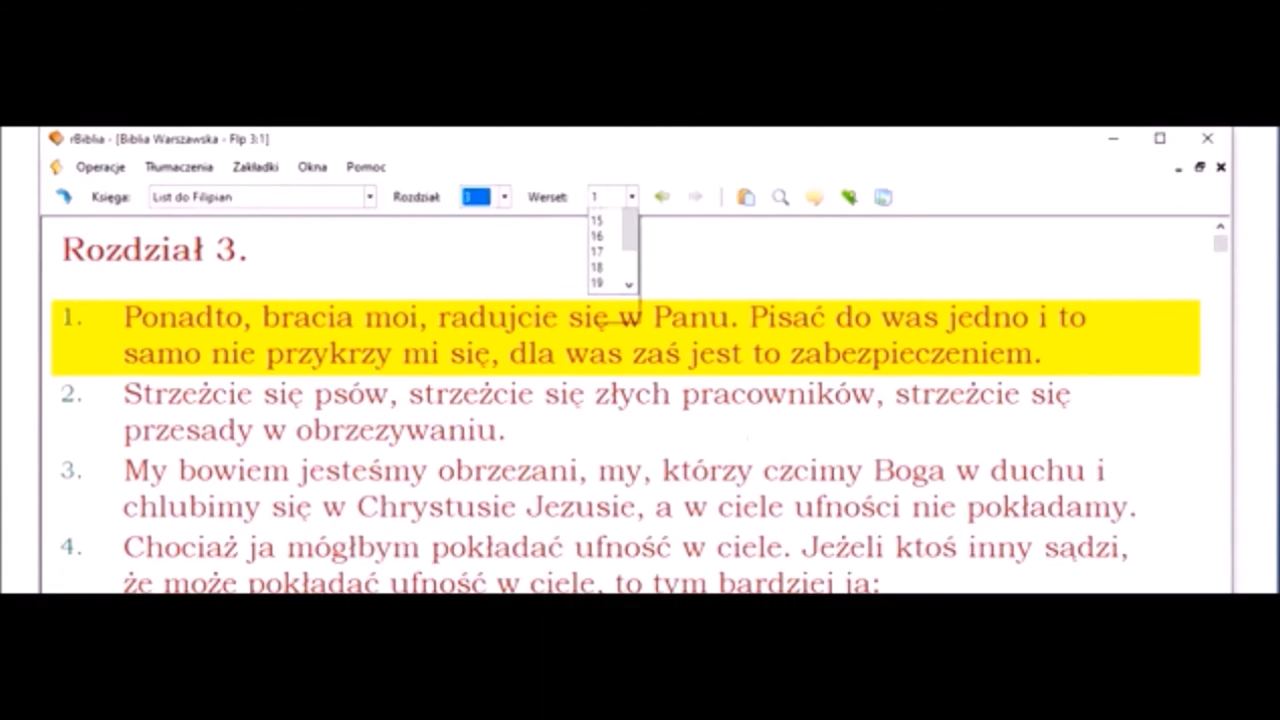 rBiblia - [Biblia Warszawska - Flp 3:1]
Operacje Tłumaczenia Zakładki Okna Pomoc
Księga: List do Filipian Rozdział: 3 Werset: 1
15
16
17
18
19
Rozdział 3.
1. Ponadto, bracia moi, radujcie się w Panu. Pisać do was jedno i to
samo nie przykrzy mi się, dla was zaś jest to zabezpieczeniem.
2. Strzeżcie się psów, strzeżcie się złych pracowników, strzeżcie się
przesady w obrzezywaniu.
3. My bowiem jesteśmy obrzezani, my, którzy czcimy Boga w duchu i
chlubimy się w Chrystusie Jezusie, a w ciele ufności nie pokładamy.
4. Chociaż ja mógłbym pokładać ufność w ciele. Jeżeli ktoś inny sądzi,
że może pokładać ufność w ciele, to tym bardziej ja: